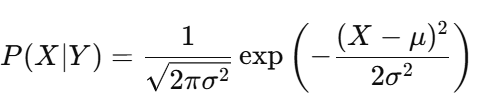 P(X|Y) = \frac{1}{\sqrt{2\pi\sigma^2}} \exp\left(-\frac{(X - \mu)^2}{2\sigma^2}\right)